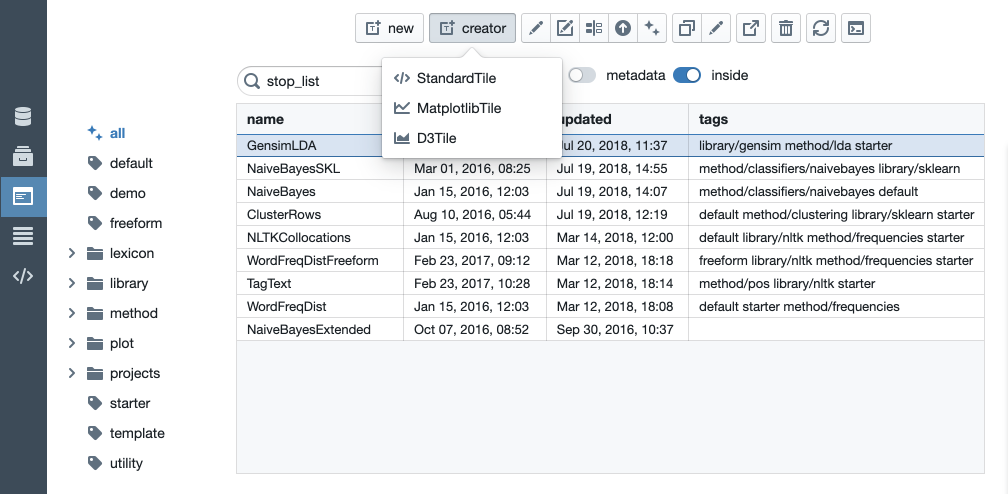 new creator
stop_list metadata inside
StandardTile
MatplotlibTile
D3Tile
all
default
demo
freeform
lexicon
library
method
plot
projects
starter
template
utility
name updated tags
GensimLDA Jul 20, 2018, 11:37 library/gensim method/lda starter
NaiveBayesSKL Mar 01, 2016, 08:25 Jul 19, 2018, 14:55 method/classifiers/naivebayes library/sklearn
NaiveBayes Jan 15, 2016, 12:03 Jul 19, 2018, 14:07 method/classifiers/naivebayes default
ClusterRows Aug 10, 2016, 05:44 Jul 19, 2018, 12:19 default method/clustering library/sklearn starter
NLTKCollocations Jan 15, 2016, 12:03 Mar 14, 2018, 12:00 default library/nltk method/frequencies starter
WordFreqDistFreeform Feb 23, 2017, 09:12 Mar 12, 2018, 18:18 freeform library/nltk method/frequencies starter
TagText Feb 23, 2017, 10:28 Mar 12, 2018, 18:14 method/pos library/nltk starter
WordFreqDist Jan 15, 2016, 12:03 Mar 12, 2018, 18:08 default starter method/frequencies
NaiveBayesExtended Oct 07, 2016, 08:52 Sep 30, 2016, 10:37